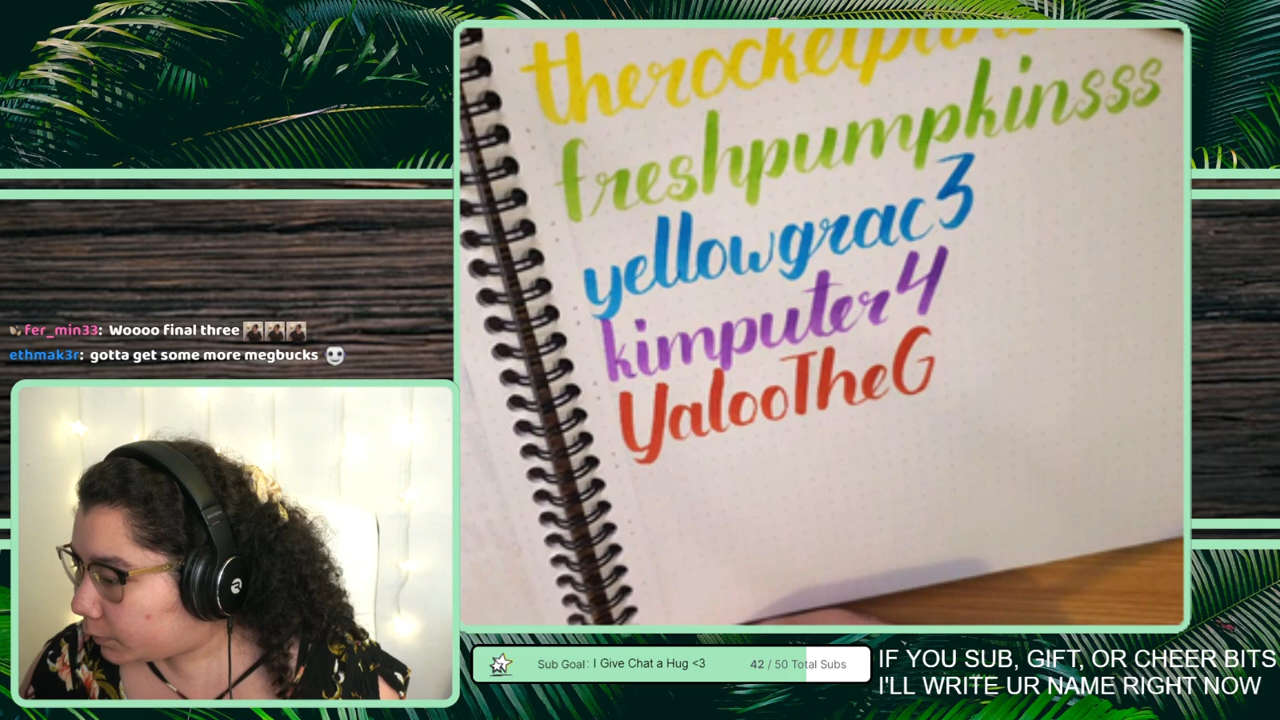 freshpumpkinsss
yellowgrac3
kimputer4
YalooTheG
fer_min33: Woooo final three
ethmak3r: gotta get some more megbucks
Sub Goal: I Give Chat a Hug <3
42 / 50 Total Subs
IF YOU SUB, GIFT, OR CHEER BITS
I'LL WRITE UR NAME RIGHT NOW